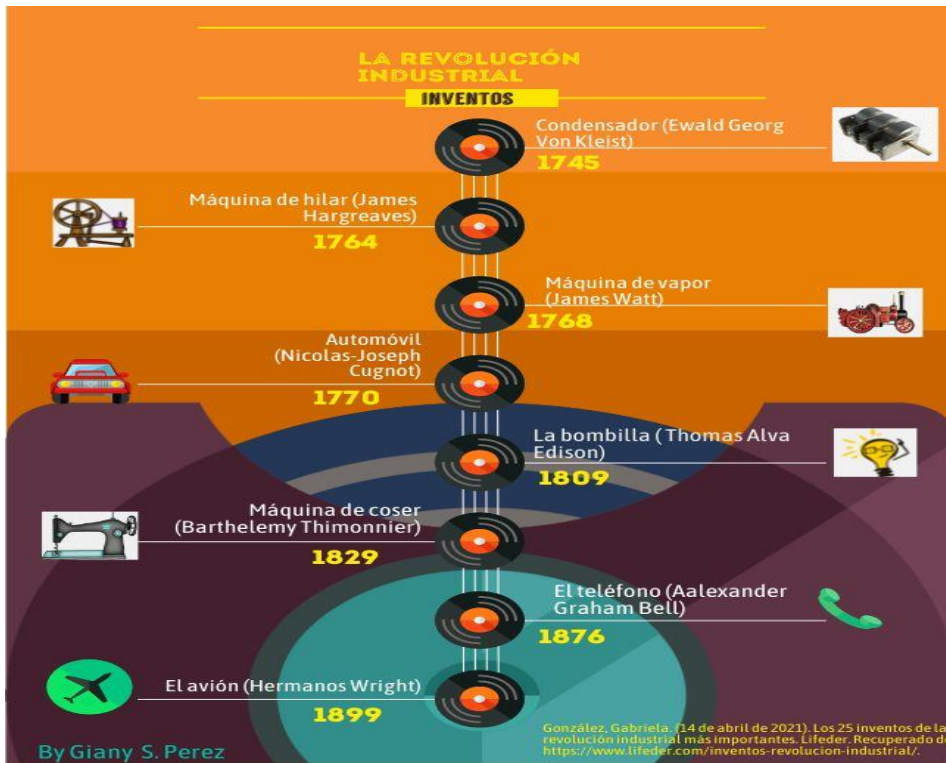 LA REVOLUCIÓN
INDUSTRIAL
INVENTOS
Condensador (Ewald Georg
Von Kleist)
1745
Máquina de hilar (James
Hargreaves)
1764
Máquina de vapor
(James Watt)
1768
Automóvil
(Nicolas-Joseph
Cugnot)
1770
La bombilla ( Thomas Alva
Edison)
1809
Máquina de coser
(Barthelemy Thimonnier)
1829
El teléfono (Aalexander
Graham Bell)
1876
El avión (Hermanos Wright)
1899
González, Gabriela. (14 de abril de 2021). Los 25 inventos de la
revolución industrial más importantes. Lifeder. Recuperado de
https://www.lifeder.com/inventos-revolucion-industrial/.
By Giany S. Perez